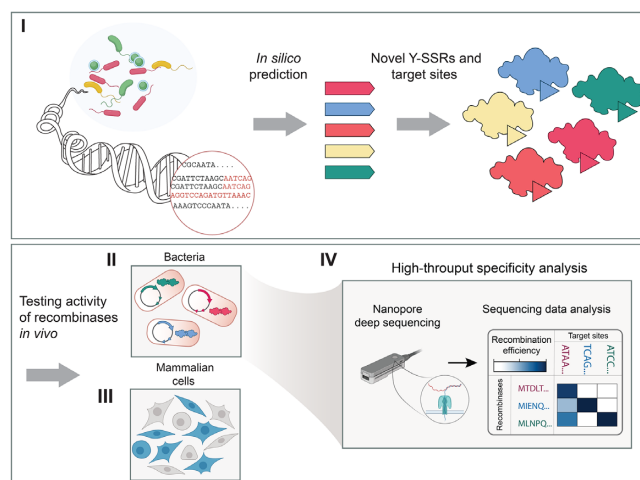 I
In silico
prediction
Novel Y-SSRs and
target sites
CGCAATA....
CGATTCTAAGCAATCAG
CGATTCTAAGCAATCAG
AGGTCCAGATGTTAAAC
AAAGTCCCAATA....
Testing activity
of recombinases
in vivo
II
Bacteria
III
Mammalian
cells
IV
High-throuput specificity analysis
Nanopore
deep sequencing
Sequencing data analysis
Recombination
efficiency
Target sites
ATAA...
TCAG...
ATCC...
Recombinases
MTDLT...
MIENQ...
MLNPQ...